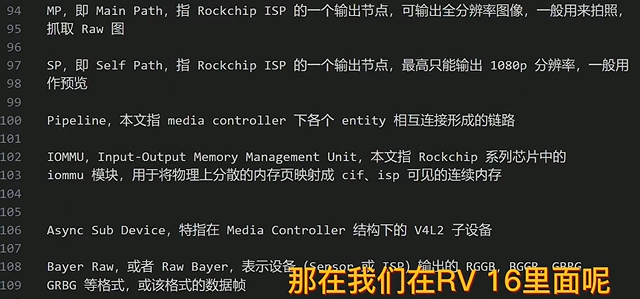 94 MP，即 Main Path，指 Rockchip ISP 的一个输出节点，可输出全分辨率图像，一般用来拍照，
95 抓取 Raw 图
96
97 SP，即 Self Path，指 Rockchip ISP 的一个输出节点，最高只能输出 1080p 分辨率，一般用
98 作预览
99
100 Pipeline，本文指 media controller 下各个 entity 相互连接形成的链路
101
102 IOMMU，Input-Output Memory Management Unit，本文指 Rockchip 系列芯片中的
103 iommu 模块，用于将物理上分散的内存页映射成 cif、isp 可见的连续内存
104
105
106 Async Sub Device，特指在 Media Controller 结构下的 V4L2 子设备
107
108 Bayer Raw，或者 Raw Bayer，表示设备（Sensor 或 ISP）输出的 RGGB，BGGR，GBRG，
109 GRBG 等格式，或该格式的数据帧
那在我们在RV 16里面呢